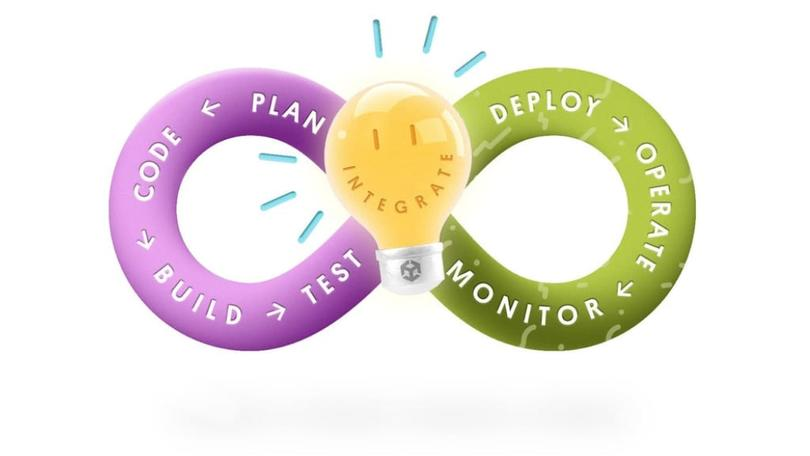 PLAN
CODE
BUILD
TEST
INTEGRATE
DEPLOY
OPERATE
MONITOR